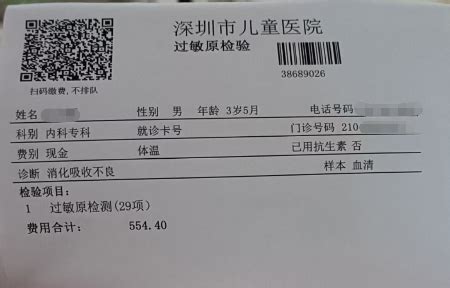 深圳市儿童医院
过敏原检验
38689026
扫码缴费,不排队
姓名 性别 男 年龄 3岁5月 电话号码
科别 内科专科 就诊卡号 门诊号码 210
费别 现金 体温 已用抗生素 否
诊断 消化吸收不良 样本 血清
检验项目:
1 过敏原检测(29项)
费用合计: 554.40